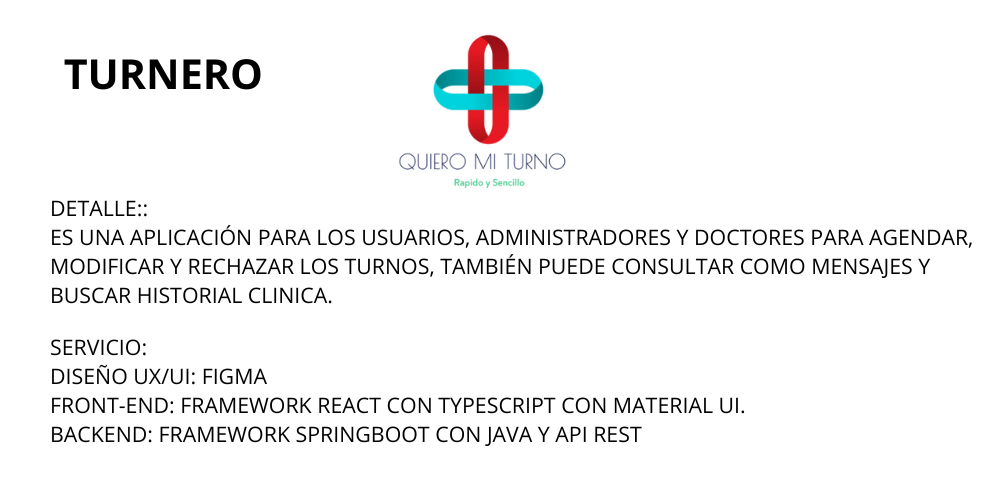 TURNERO
QUIERO MI TURNO
Rapido y Sencillo
DETALLE::
ES UNA APLICACIÓN PARA LOS USUARIOS, ADMINISTRADORES Y DOCTORES PARA AGENDAR,
MODIFICAR Y RECHAZAR LOS TURNOS, TAMBIÉN PUEDE CONSULTAR COMO MENSAJES Y
BUSCAR HISTORIAL CLINICA.
SERVICIO:
DISEÑO UX/UI: FIGMA
FRONT-END: FRAMEWORK REACT CON TYPESCRIPT CON MATERIAL UI.
BACKEND: FRAMEWORK SPRINGBOOT CON JAVA Y API REST